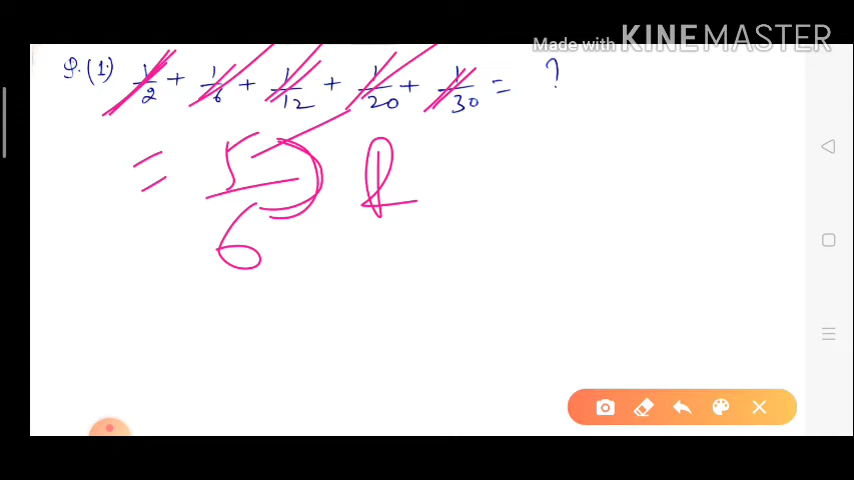 Made with KINEMASTER
Q.(1) 1/2 + 1/6 + 1/12 + 1/20 + 1/30 = ?
= 5/6